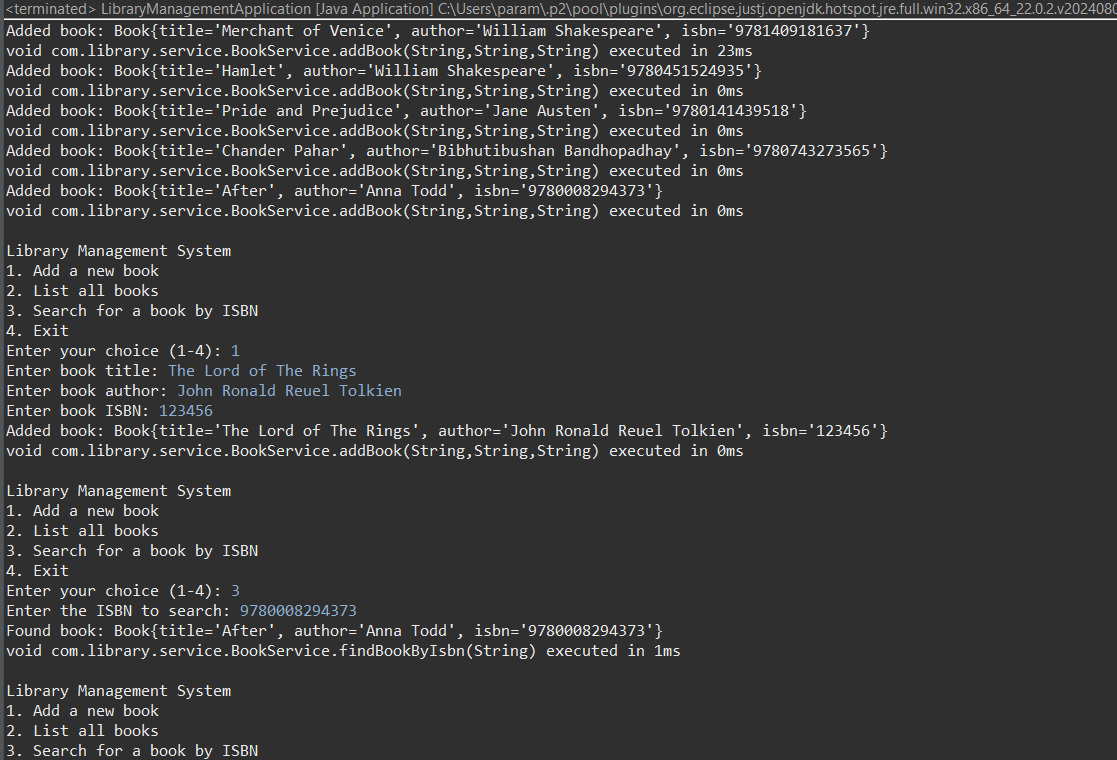 <terminated> LibraryManagementApplication [Java Application] C:\Users\param\.p2\pool\plugins\org.eclipse.justj.openjdk.hotspot.jre.full.win32.x86_64_22.0.2.v2024080
Added book: Book{title='Merchant of Venice', author='William Shakespeare', isbn='9781409181637'}
void com.library.service.BookService.addBook(String,String,String) executed in 23ms
Added book: Book{title='Hamlet', author='William Shakespeare', isbn='9780451524935'}
void com.library.service.BookService.addBook(String,String,String) executed in 0ms
Added book: Book{title='Pride and Prejudice', author='Jane Austen', isbn='9780141439518'}
void com.library.service.BookService.addBook(String,String,String) executed in 0ms
Added book: Book{title='Chander Pahar', author='Bibhutibushan Bandhopadhay', isbn='9780743273565'}
void com.library.service.BookService.addBook(String,String,String) executed in 0ms
Added book: Book{title='After', author='Anna Todd', isbn='9780008294373'}
void com.library.service.BookService.addBook(String,String,String) executed in 0ms

Library Management System
1. Add a new book
2. List all books
3. Search for a book by ISBN
4. Exit
Enter your choice (1-4): 1
Enter book title: The Lord of The Rings
Enter book author: John Ronald Reuel Tolkien
Enter book ISBN: 123456
Added book: Book{title='The Lord of The Rings', author='John Ronald Reuel Tolkien', isbn='123456'}
void com.library.service.BookService.addBook(String,String,String) executed in 0ms

Library Management System
1. Add a new book
2. List all books
3. Search for a book by ISBN
4. Exit
Enter your choice (1-4): 3
Enter the ISBN to search: 9780008294373
Found book: Book{title='After', author='Anna Todd', isbn='9780008294373'}
void com.library.service.BookService.findBookByIsbn(String) executed in 1ms

Library Management System
1. Add a new book
2. List all books
3. Search for a book by ISBN